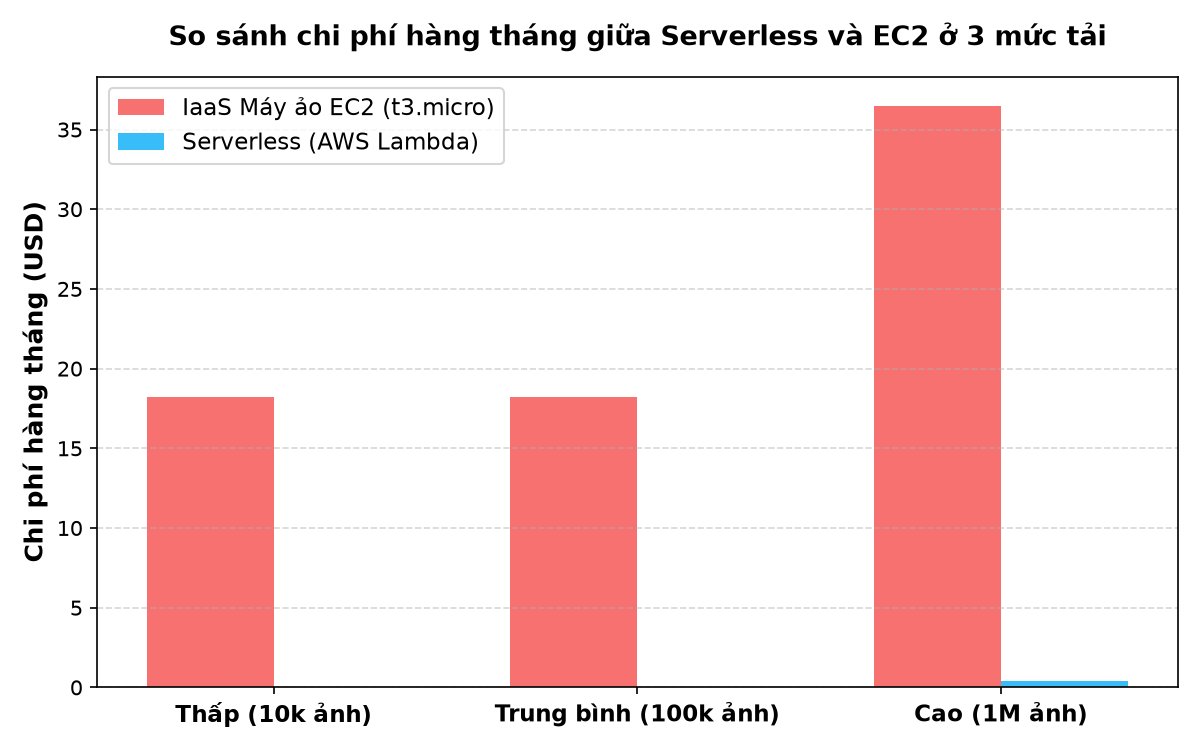 So sánh chi phí hàng tháng giữa Serverless và EC2 ở 3 mức tải
IaaS Máy ảo EC2 (t3.micro)
Serverless (AWS Lambda)
Chi phí hàng tháng (USD)
35
30
25
20
15
10
5
0
Thấp (10k ảnh)
Trung bình (100k ảnh)
Cao (1M ảnh)